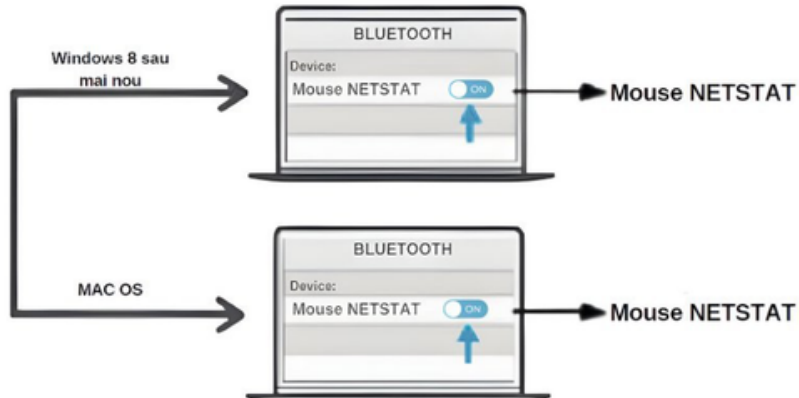 Windows 8 sau
mai nou
BLUETOOTH
Device:
Mouse NETSTAT ON
Mouse NETSTAT
MAC OS
BLUETOOTH
Device:
Mouse NETSTAT ON
Mouse NETSTAT